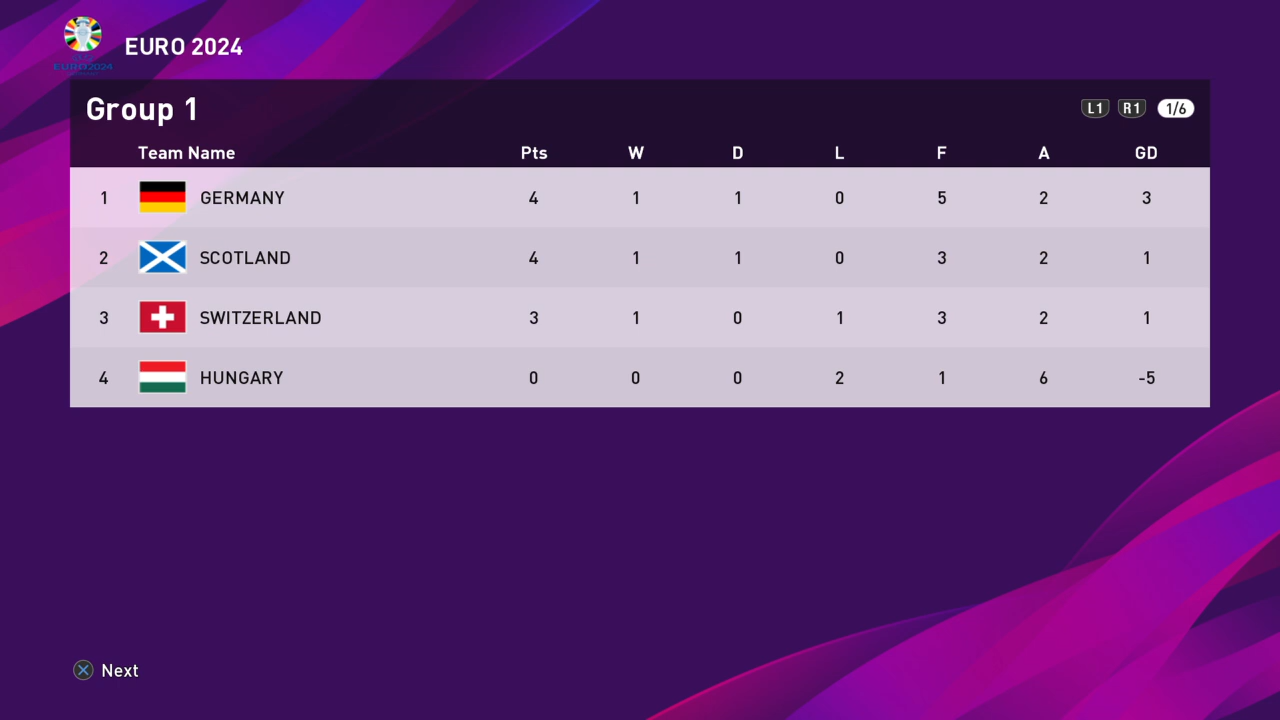 EURO 2024
EURO2024
Group 1 L1 R1 1/6
Team Name Pts W D L F A GD
1 GERMANY 4 1 1 0 5 2 3
2 SCOTLAND 4 1 1 0 3 2 1
3 SWITZERLAND 3 1 0 1 3 2 1
4 HUNGARY 0 0 0 2 1 6 -5
Next